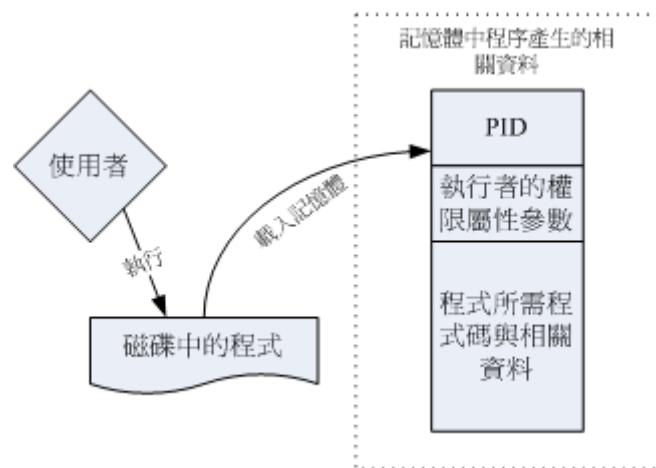 記憶體中程序產生的相
關資料
PID
使用者
執行者的權
限屬性參數
載入記憶體
執行
程式所需程
式碼與相關
資料
磁碟中的程式